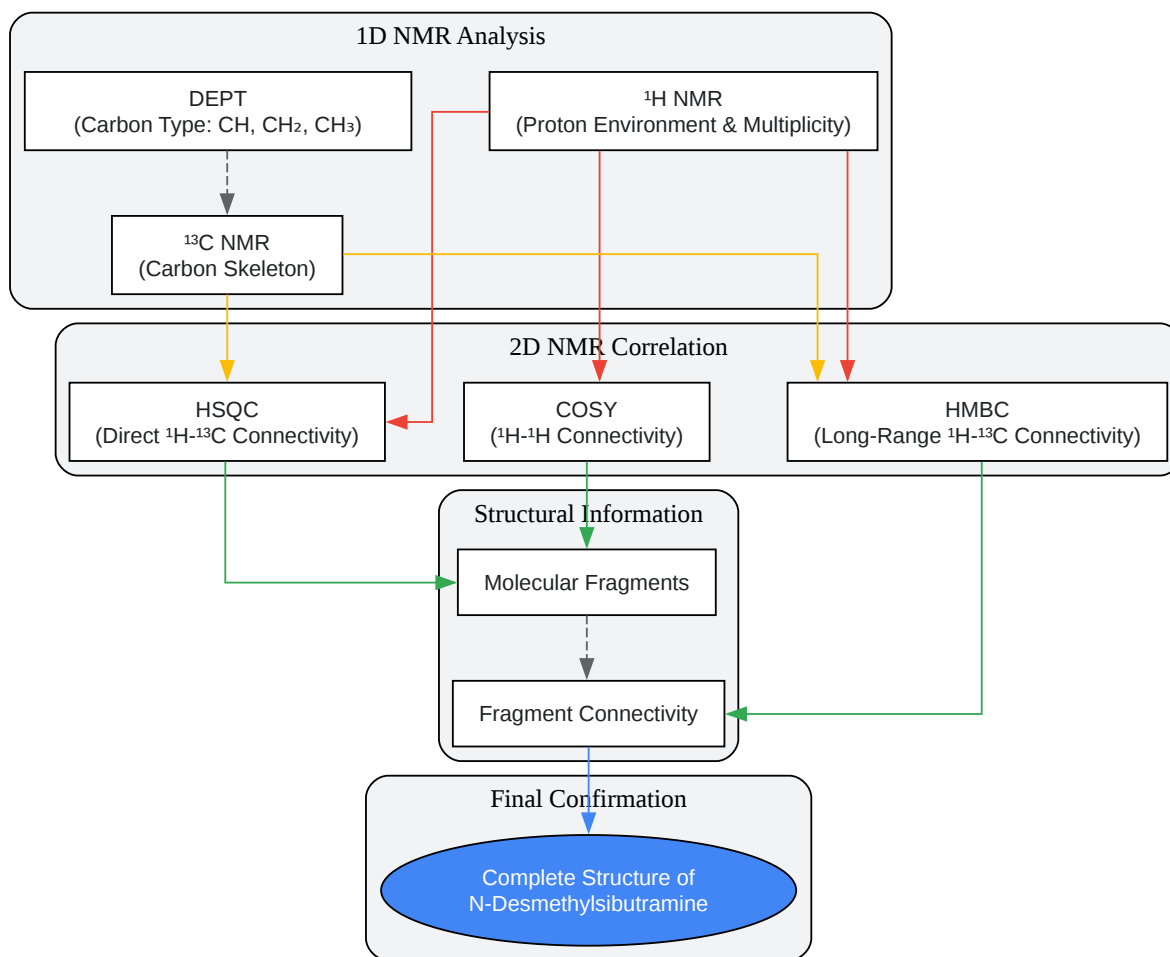 1D NMR Analysis
DEPT
(Carbon Type: CH, CH₂, CH₃)
¹H NMR
(Proton Environment & Multiplicity)
¹³C NMR
(Carbon Skeleton)
2D NMR Correlation
HSQC
(Direct ¹H-¹³C Connectivity)
COSY
(¹H-¹H Connectivity)
HMBC
(Long-Range ¹H-¹³C Connectivity)
Structural Information
Molecular Fragments
Fragment Connectivity
Final Confirmation
Complete Structure of
N-Desmethylsibutramine